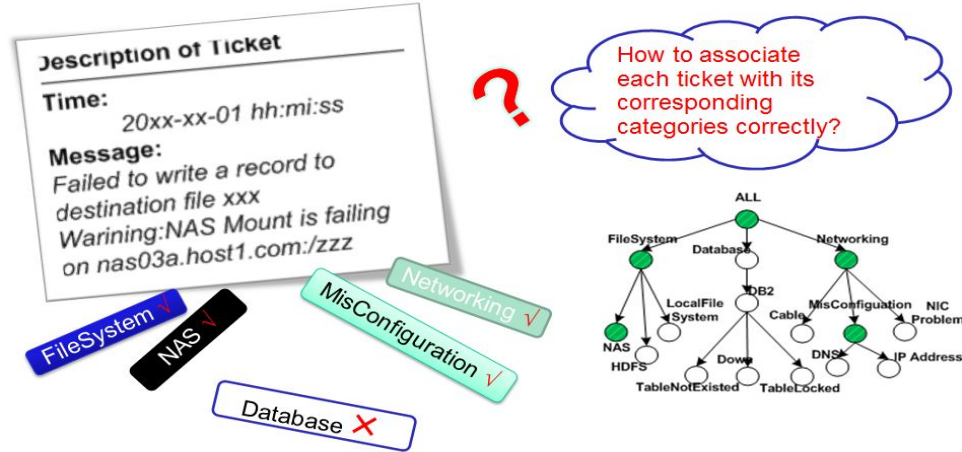 Description of Ticket
Time:
20xx-xx-01 hh:mi:ss
Message:
Failed to write a record to
destination file xxx
Warining:NAS Mount is failing
on nas03a.host1.com:/zzz
?
How to associate
each ticket with its
corresponding
categories correctly?
FileSystem √
NAS √
MisConfiguration √
Networking √
Database ×
ALL
FileSystem
Database
Networking
DB2
LocalFile
System
MisConfiguation
NIC
Problem
Cable
NAS
HDFS
Down
DNS
IP Address
TableNotExisted
TableLocked